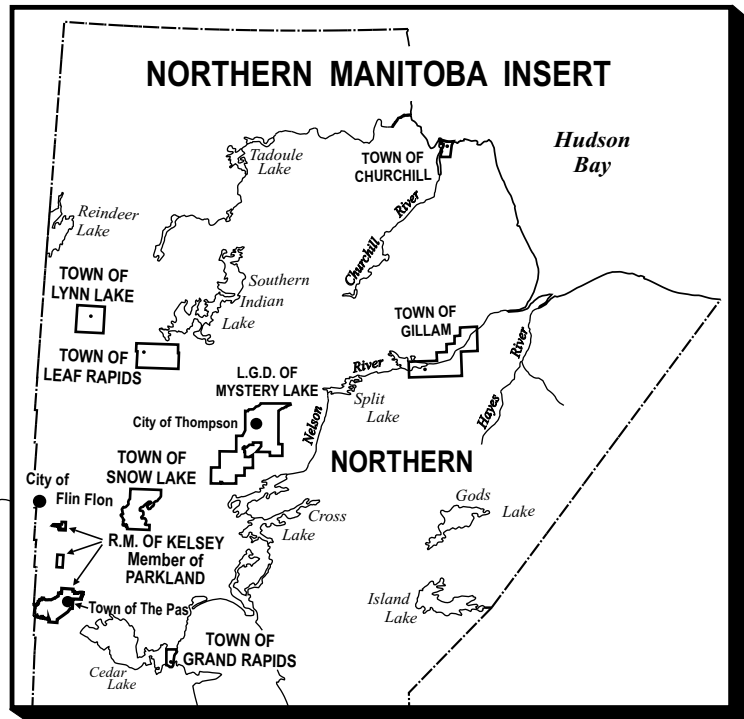 NORTHERN MANITOBA INSERT
Hudson
Bay
Tadoule
Lake
TOWN OF
CHURCHILL
Reindeer
Lake
Churchill
River
Southern
Indian
Lake
TOWN OF
LYNN LAKE
TOWN OF
GILLAM
TOWN OF
LEAF RAPIDS
L.G.D. OF
MYSTERY LAKE
River
Hayes
River
Split
Lake
City of Thompson
Nelson
TOWN OF
SNOW LAKE
NORTHERN
City of
Flin Flon
Cross
Lake
Gods
Lake
R.M. OF KELSEY
Member of
PARKLAND
Island
Lake
Town of The Pas
TOWN OF
GRAND RAPIDS
Cedar
Lake